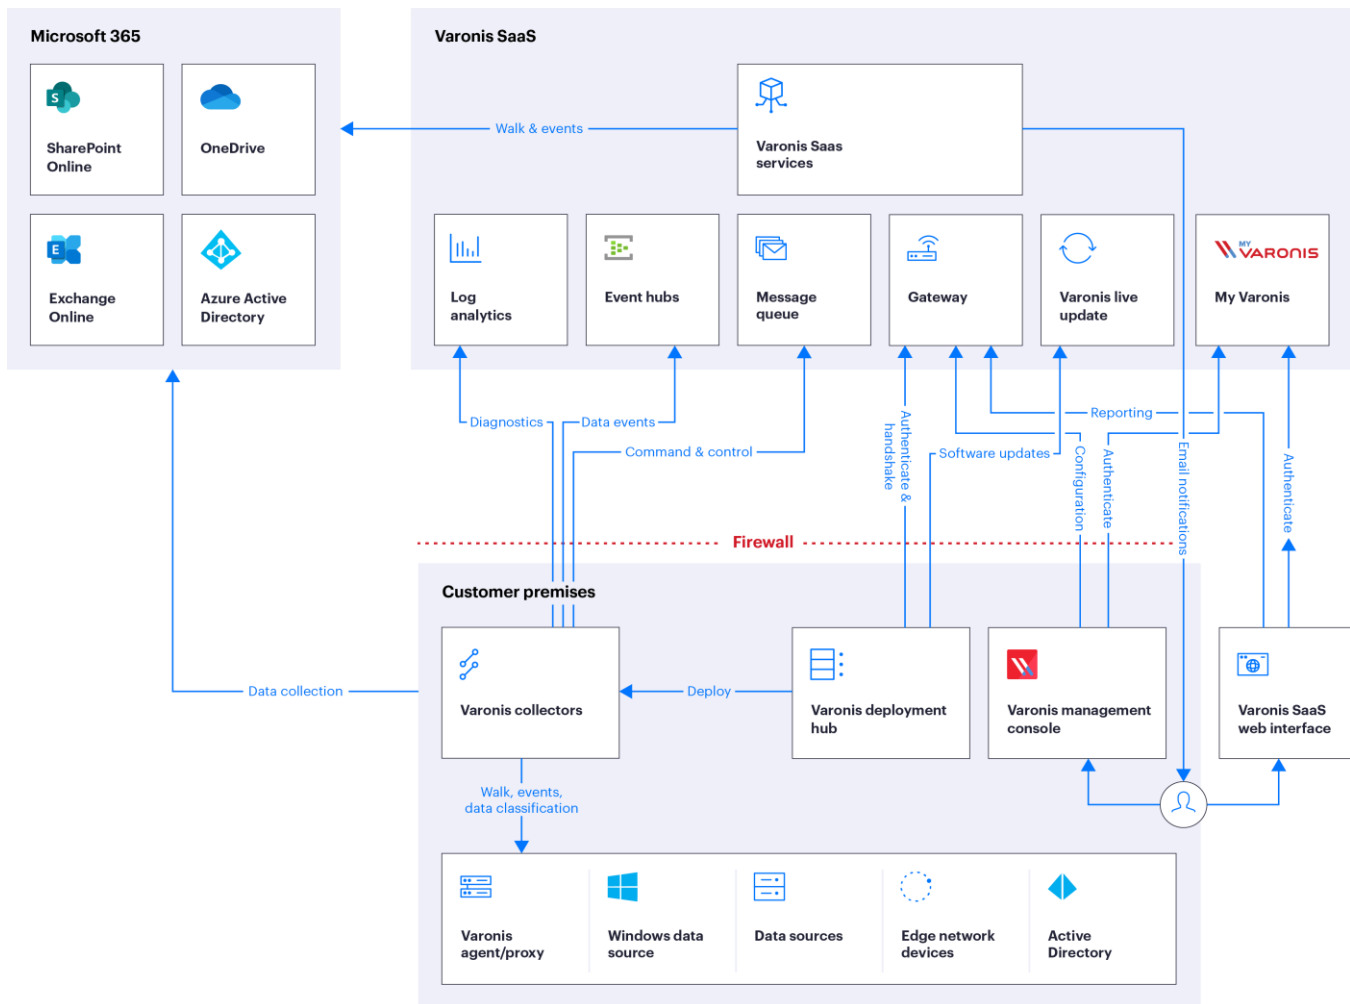 Microsoft 365
SharePoint
Online
OneDrive
Exchange
Online
Azure Active
Directory
Varonis SaaS
Varonis Saas
services
Walk & events
Log
analytics
Event hubs
Message
queue
Gateway
Varonis live
update
MY
VARONIS
My Varonis
Diagnostics
Data events
Command & control
Authenticate &
handshake
Software updates
Configuration
Authenticate
Reporting
Email notifications
Authenticate
Firewall
Customer premises
Varonis collectors
Data collection
Deploy
Varonis deployment
hub
Varonis management
console
Varonis SaaS
web interface
Walk, events,
data classification
Varonis
agent/proxy
Windows data
source
Data sources
Edge network
devices
Active
Directory